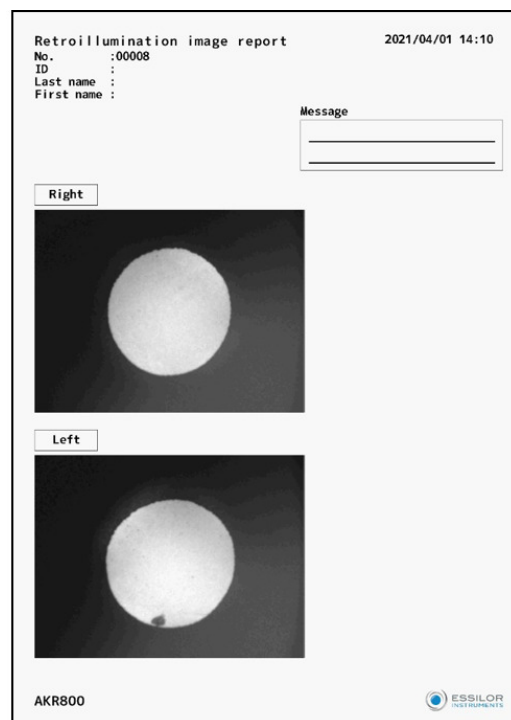 Retroillumination image report
2021/04/01 14:10
No. :00008
ID :
Last name :
First name :
Message
Right
Left
AKR800
ESSILOR
INSTRUMENTS